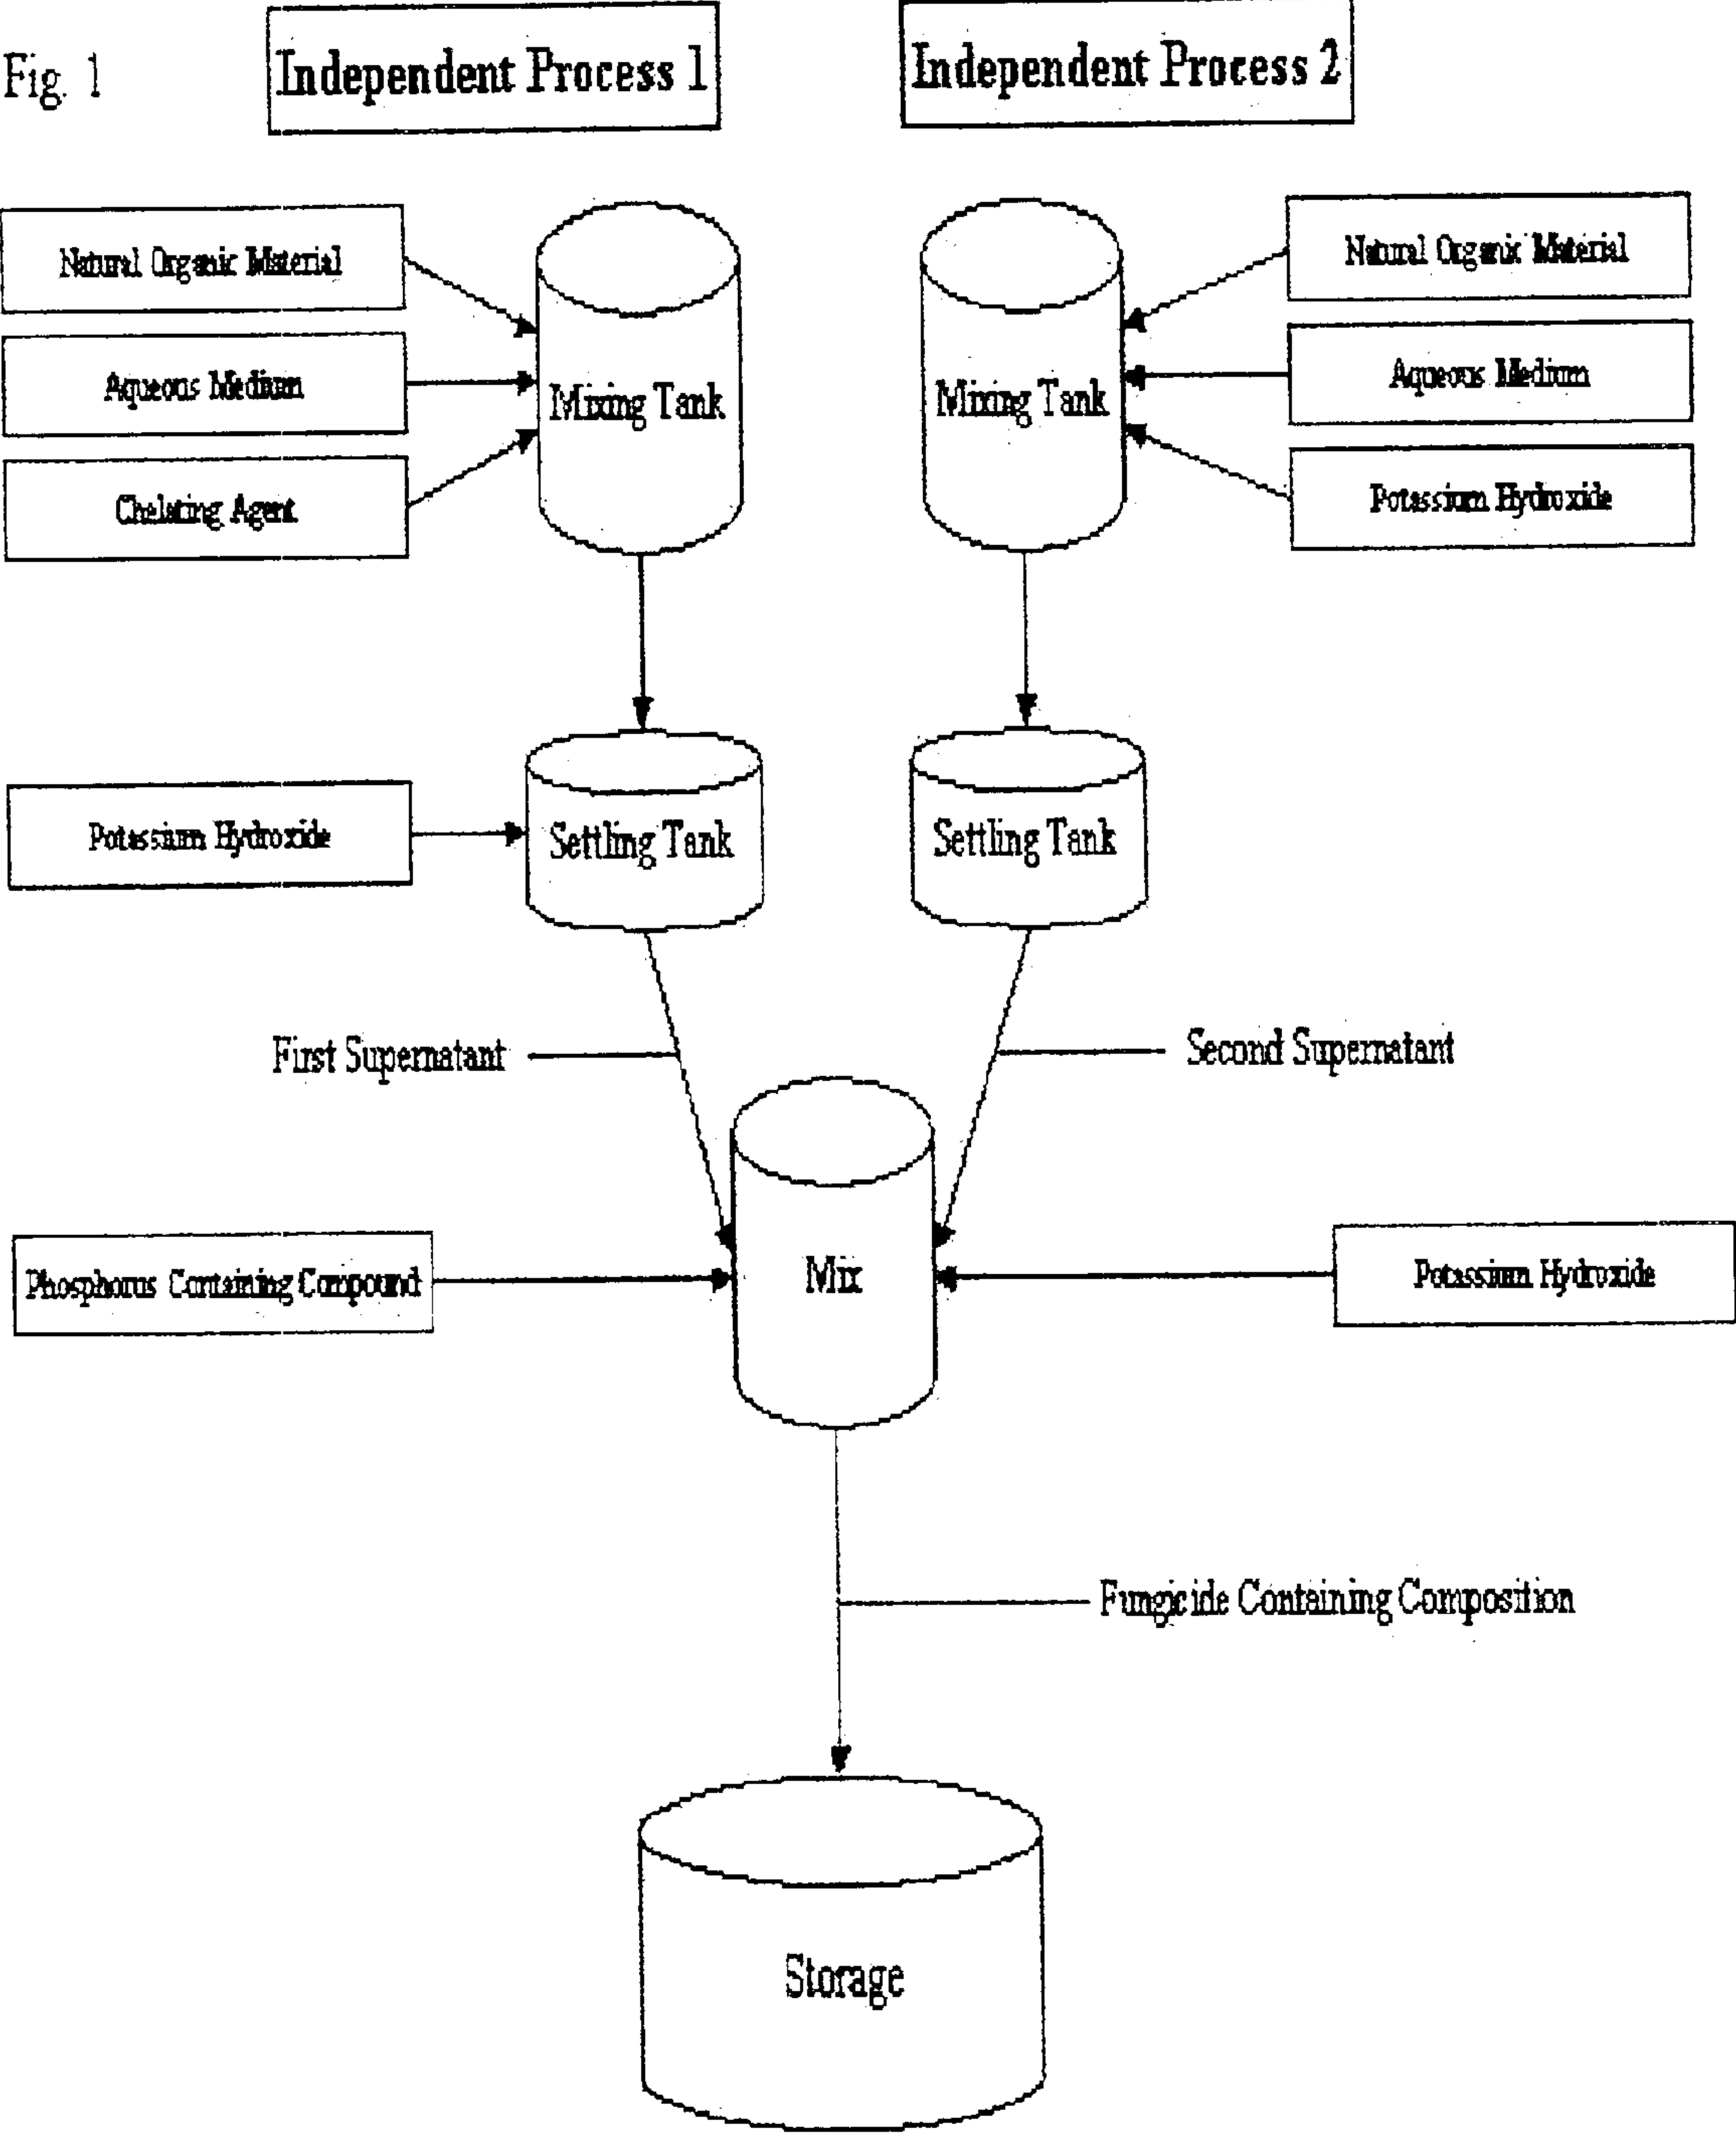 Fig. 1
Independent Process 1
Independent Process 2
Natural Organic Material
Natural Organic Material
Aqueous Medium
Mixing Tank
Mixing Tank
Aqueous Medium
Chelating Agent
Potassium Hydroxide
Potassium Hydroxide
Settling Tank
Settling Tank
First Supernatant
Second Supernatant
Phosphorus Containing Compound
Mix
Potassium Hydroxide
Fungicide Containing Composition
Storage